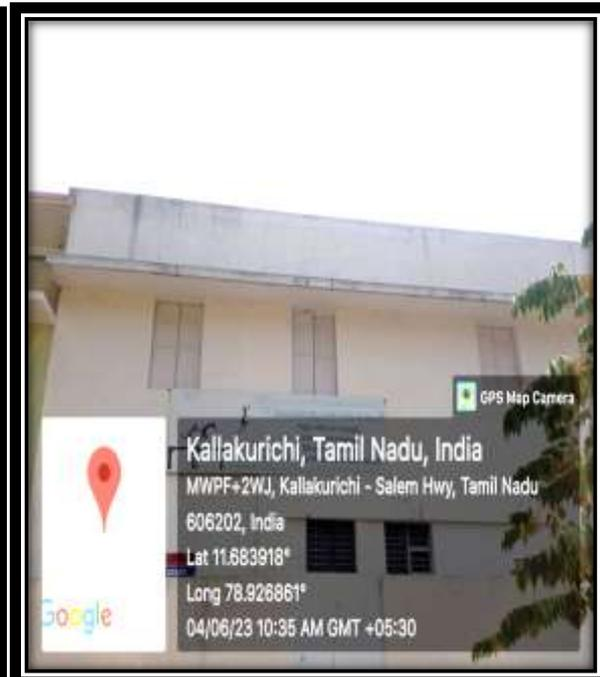 GPS Map Camera
Kallakurichi, Tamil Nadu, India
MWPF+2WJ, Kallakurichi - Salem Hwy, Tamil Nadu
606202, India
Lat 11.683918°
Long 78.926861°
04/06/23 10:35 AM GMT +05:30
Google